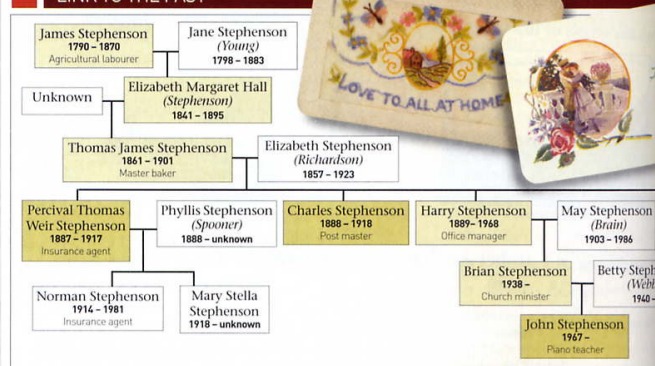 James Stephenson
1790 – 1870
Agricultural labourer
Jane Stephenson
(Young)
1798 – 1883
Unknown
Elizabeth Margaret Hall
(Stephenson)
1841 – 1895
LOVE TO ALL AT HOME
Thomas James Stephenson
1861 – 1901
Master baker
Elizabeth Stephenson
(Richardson)
1857 – 1923
Percival Thomas
Weir Stephenson
1887 – 1917
Insurance agent
Phyllis Stephenson
(Spooner)
1888 – unknown
Charles Stephenson
1888 – 1918
Post master
Harry Stephenson
1889– 1968
Office manager
May Stephenson
(Brain)
1903 – 1986
Norman Stephenson
1914 – 1981
Insurance agent
Mary Stella
Stephenson
1918 – unknown
Brian Stephenson
1938 –
Church minister
Betty
1940 –
John Stephenson
1967 –
Piano teacher